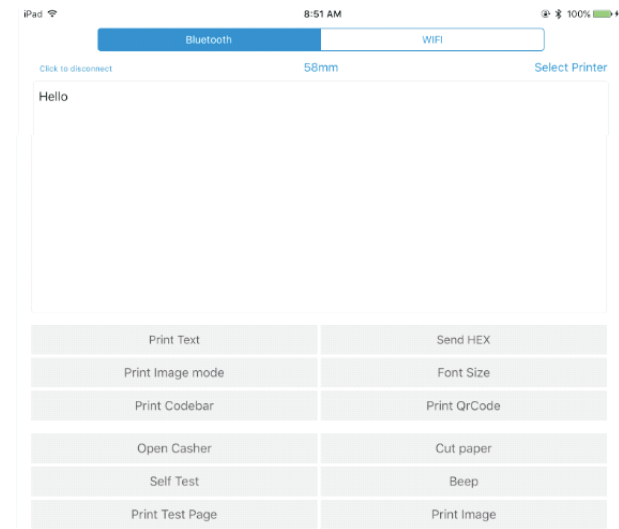 iPad 8:51 AM 100%
Bluetooth WIFI
Click to disconnect 58mm Select Printer
Hello
Print Text Send HEX
Print Image mode Font Size
Print Codebar Print QrCode
Open Casher Cut paper
Self Test Beep
Print Test Page Print Image